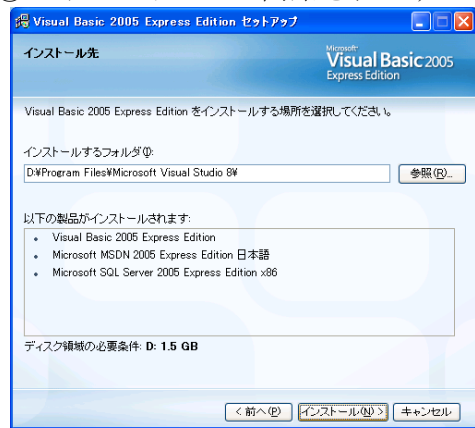 Visual Basic 2005 Express Edition セットアップ
インストール先
Microsoft
Visual Basic 2005
Express Edition
Visual Basic 2005 Express Edition をインストールする場所を選択してください。
インストールするフォルダ(I):
D:¥Program Files¥Microsoft Visual Studio 8¥
参照(R)...
以下の製品がインストールされます:
• Visual Basic 2005 Express Edition
• Microsoft MSDN 2005 Express Edition 日本語
• Microsoft SQL Server 2005 Express Edition x86
ディスク領域の必要条件: D: 1.5 GB
< 前へ(P)
インストール(N) >
キャンセル